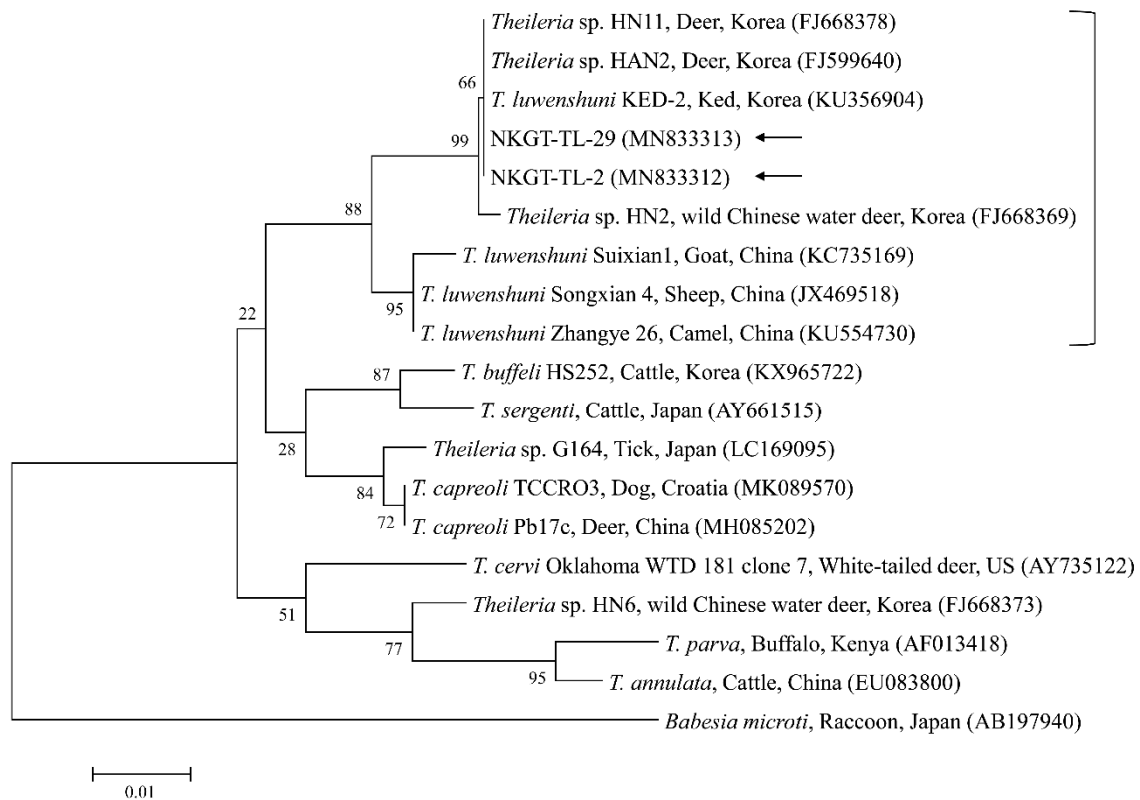 Theileria sp. HN11, Deer, Korea (FJ668378)
Theileria sp. HAN2, Deer, Korea (FJ599640)
66
T. luwenshuni KED-2, Ked, Korea (KU356904)
99
NKGT-TL-29 (MN833313)
NKGT-TL-2 (MN833312)
88
Theileria sp. HN2, wild Chinese water deer, Korea (FJ668369)
T. luwenshuni Suixian1, Goat, China (KC735169)
95
T. luwenshuni Songxian 4, Sheep, China (JX469518)
22
T. luwenshuni Zhangye 26, Camel, China (KU554730)
87
T. buffeli HS252, Cattle, Korea (KX965722)
T. sergenti, Cattle, Japan (AY661515)
28
Theileria sp. G164, Tick, Japan (LC169095)
84
T. capreoli TCCRO3, Dog, Croatia (MK089570)
72
T. capreoli Pb17c, Deer, China (MH085202)
T. cervi Oklahoma WTD 181 clone 7, White-tailed deer, US (AY735122)
51
Theileria sp. HN6, wild Chinese water deer, Korea (FJ668373)
77
T. parva, Buffalo, Kenya (AF013418)
95
T. annulata, Cattle, China (EU083800)
Babesia microti, Raccoon, Japan (AB197940)
0.01